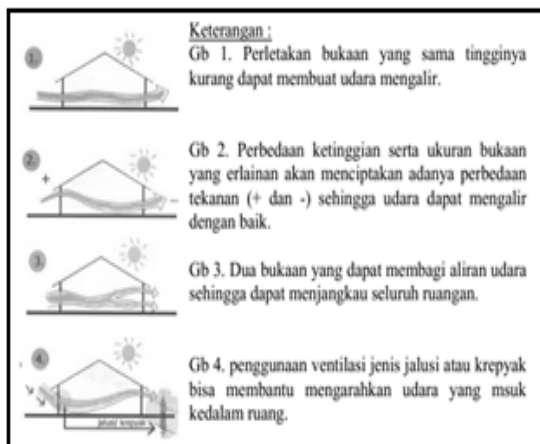 Keterangan :
1.
Gb 1. Perletakan bukaan yang sama tingginya
kurang dapat membuat udara mengalir.
2.
+
-
Gb 2. Perbedaan ketinggian serta ukuran bukaan
yang erlainan akan menciptakan adanya perbedaan
tekanan (+ dan -) sehingga udara dapat mengalir
dengan baik.
3.
Gb 3. Dua bukaan yang dapat membagi aliran udara
sehingga dapat menjangkau seluruh ruangan.
4.
Gb 4. penggunaan ventilasi jenis jalusi atau krepyak
bisa membantu mengarahkan udara yang msuk
kedalam ruang.
jalusi/ krepyak